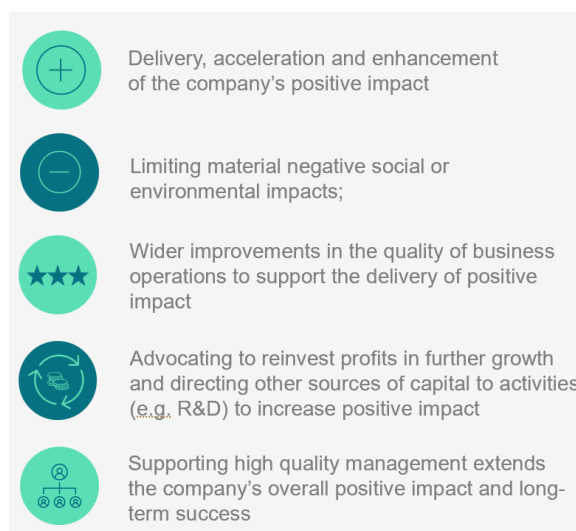 Delivery, acceleration and enhancement
of the company's positive impact
Limiting material negative social or
environmental impacts;
Wider improvements in the quality of business
operations to support the delivery of positive
impact
Advocating to reinvest profits in further growth
and directing other sources of capital to activities
(e.g. R&D) to increase positive impact
Supporting high quality management extends
the company's overall positive impact and long-
term success